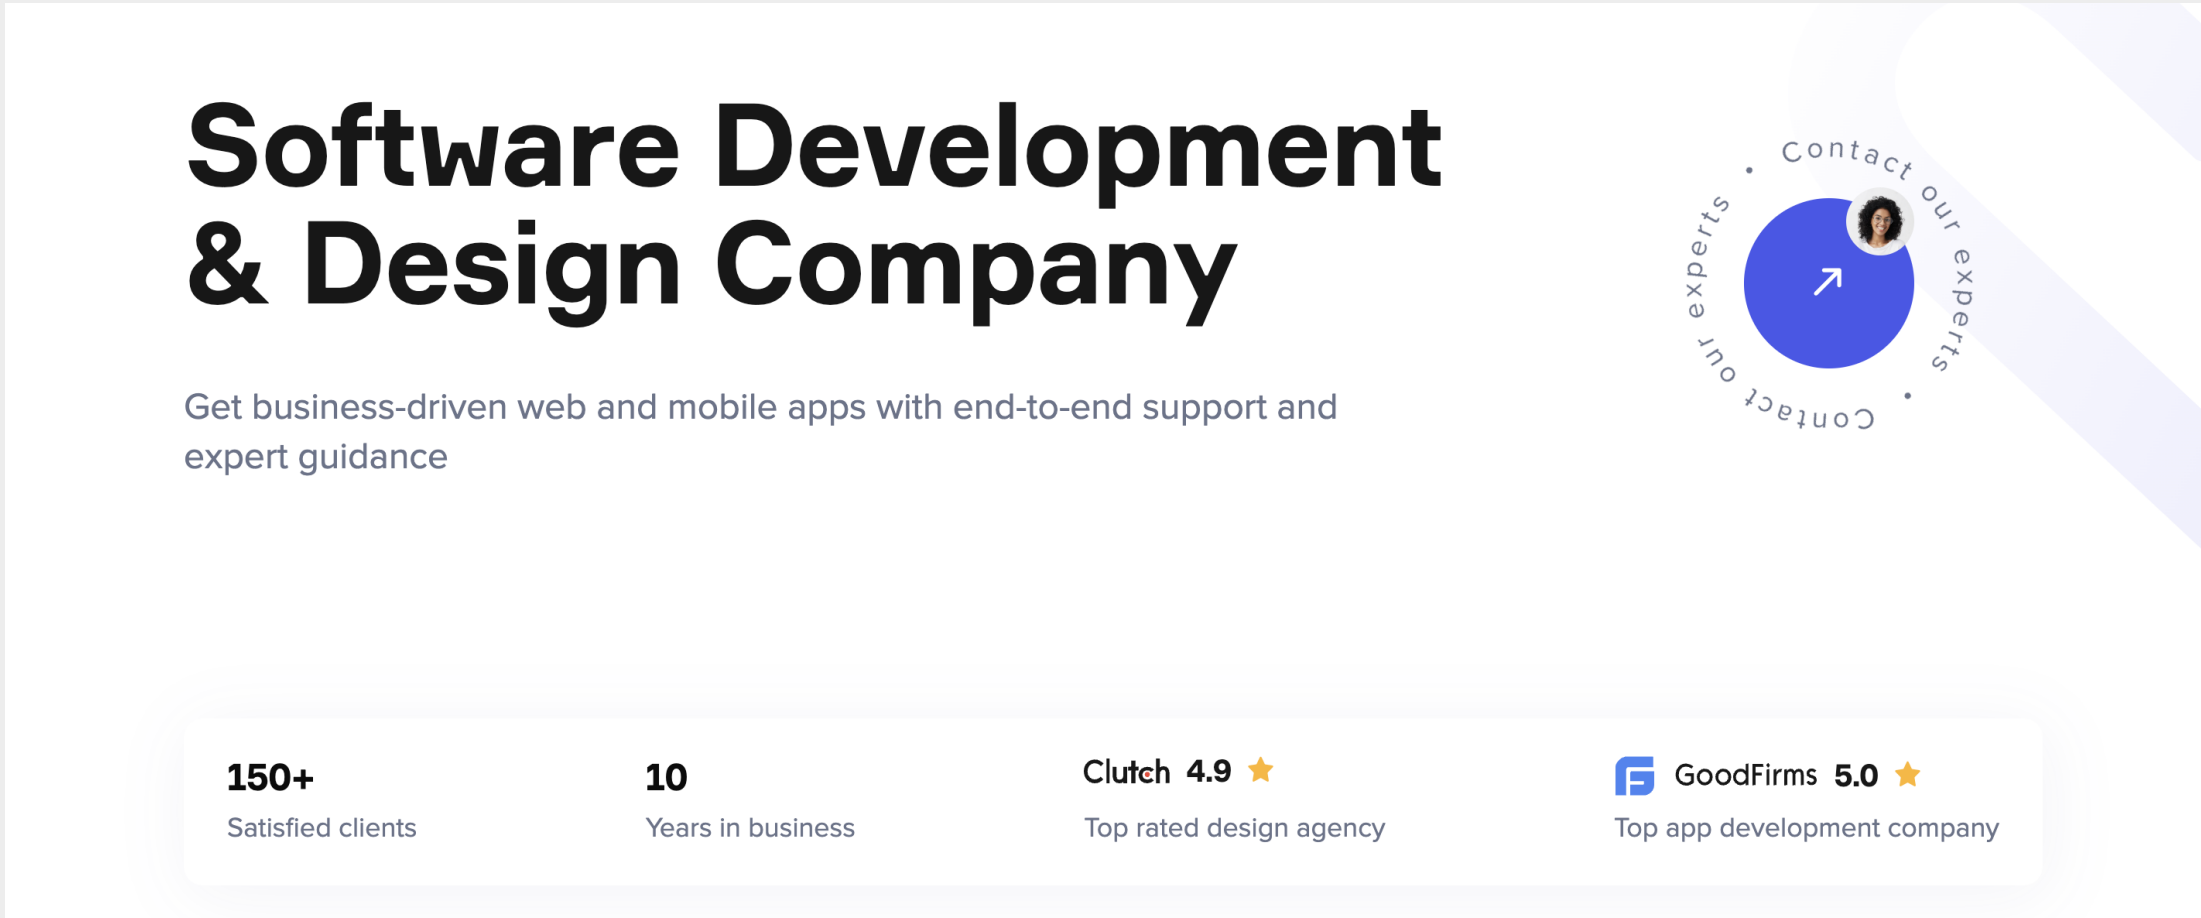 Software Development
& Design Company
Get business-driven web and mobile apps with end-to-end support and
expert guidance
Contact our experts • Contact our experts •
150+
Satisfied clients
10
Years in business
Clutch 4.9
Top rated design agency
GoodFirms 5.0
Top app development company